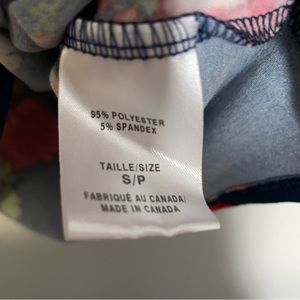 95% POLYESTER
5% SPANDEX
TAILLE/SIZE
S/P
FABRIQUÉ AU CANADA/
MADE IN CANADA